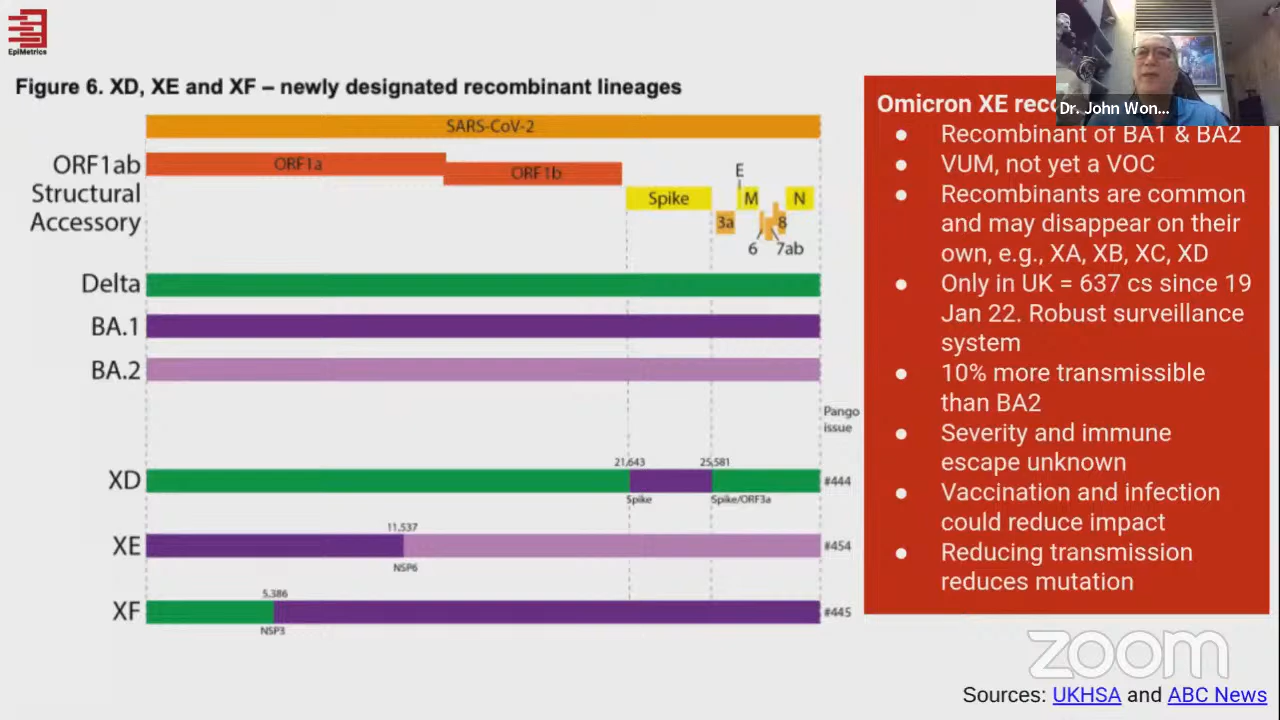 EpiMetrics
Figure 6. XD, XE and XF – newly designated recombinant lineages
SARS-CoV-2
ORF1ab
ORF1a
ORF1b
Structural
Spike
E
M
N
Accessory
3a
8
6
7ab
Delta
BA.1
BA.2
Pango
issue
21,643
25,581
XD
#444
Spike
Spike/ORF3a
11,537
XE
#454
NSP6
5,386
XF
#445
NSP3
Dr. John Won...
Omicron XE
● Recombinant of BA1 & BA2
● VUM, not yet a VOC
● Recombinants are common
and may disappear on their
own, e.g., XA, XB, XC, XD
● Only in UK = 637 cs since 19
Jan 22. Robust surveillance
system
● 10% more transmissible
than BA2
● Severity and immune
escape unknown
● Vaccination and infection
could reduce impact
● Reducing transmission
reduces mutation
zoom
Sources: UKHSA and ABC News